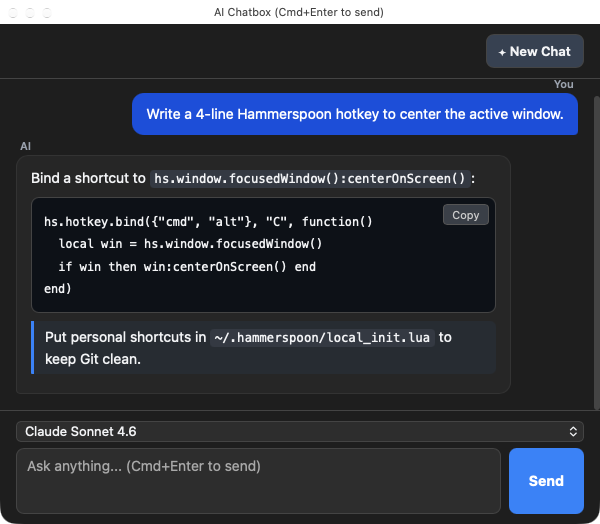 AI Chatbox (Cmd+Enter to send)
+ New Chat
You
Write a 4-line Hammerspoon hotkey to center the active window.
AI
Bind a shortcut to hs.window.focusedWindow():centerOnScreen():
Copy
hs.hotkey.bind({"cmd", "alt"}, "C", function()
  local win = hs.window.focusedWindow()
  if win then win:centerOnScreen() end
end)
Put personal shortcuts in ~/.hammerspoon/local_init.lua to
keep Git clean.
Claude Sonnet 4.6
Ask anything... (Cmd+Enter to send)
Send